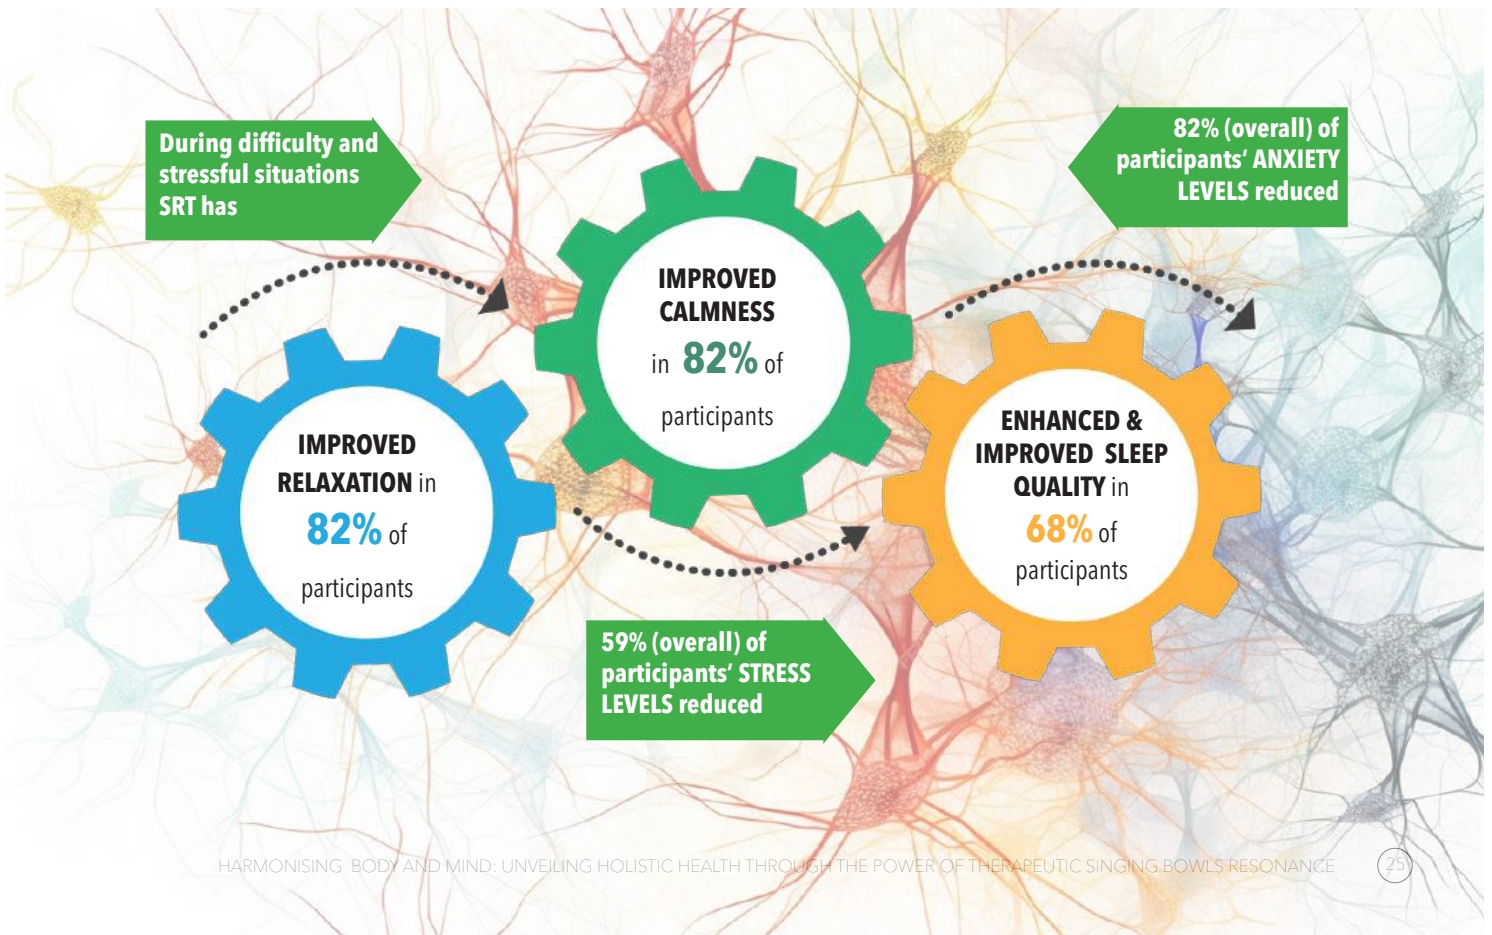 During difficulty and
stressful situations
SRT has
82% (overall) of
participants’ ANXIETY
LEVELS reduced
IMPROVED
CALMNESS
in 82% of
participants
IMPROVED
RELAXATION in
82% of
participants
ENHANCED &
IMPROVED SLEEP
QUALITY in
68% of
participants
59% (overall) of
participants’ STRESS
LEVELS reduced
HARMONISING BODY AND MIND: UNVEILING HOLISTIC HEALTH THROUGH THE POWER OF THERAPEUTIC SINGING BOWLS RESONANCE 25